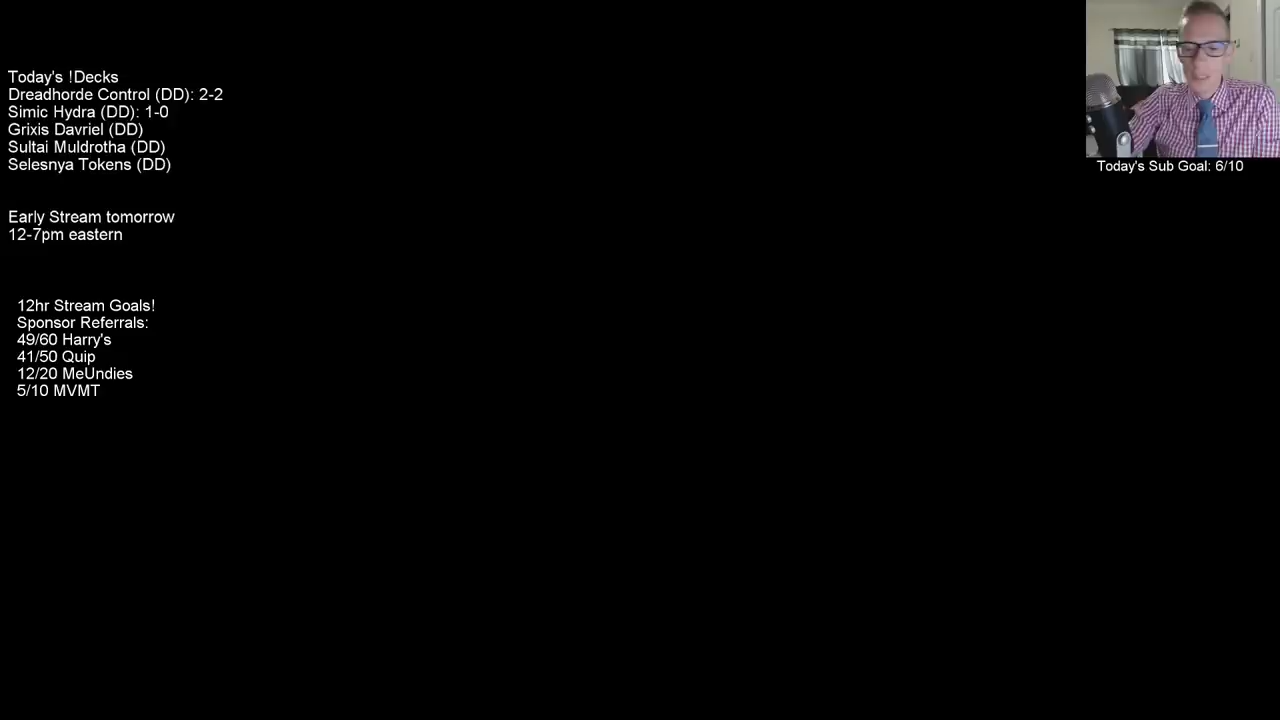 Today's !Decks
Dreadhorde Control (DD): 2-2
Simic Hydra (DD): 1-0
Grixis Davriel (DD)
Sultai Muldrotha (DD)
Selesnya Tokens (DD)
Early Stream tomorrow
12-7pm eastern
12hr Stream Goals!
Sponsor Referrals:
49/60 Harry's
41/50 Quip
12/20 MeUndies
5/10 MVMT
Today's Sub Goal: 6/10